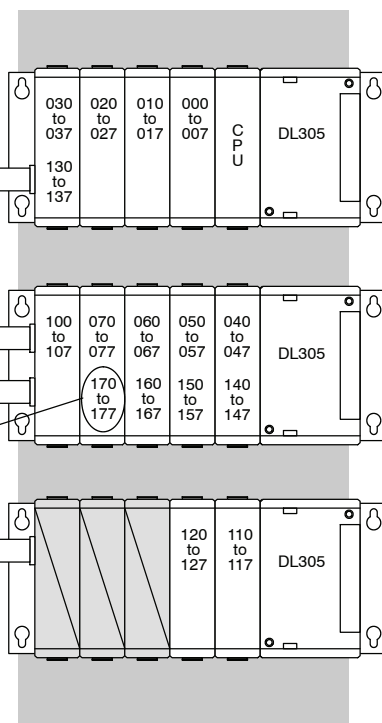 030 020 010 000
to to to to
037 027 017 007
130
to
137
C
P
U
DL305
100 070 060 050 040
to to to to to
107 077 067 057 047
170 160 150 140
to to to to
177 167 157 147
DL305
120 110
to to
127 117
DL305